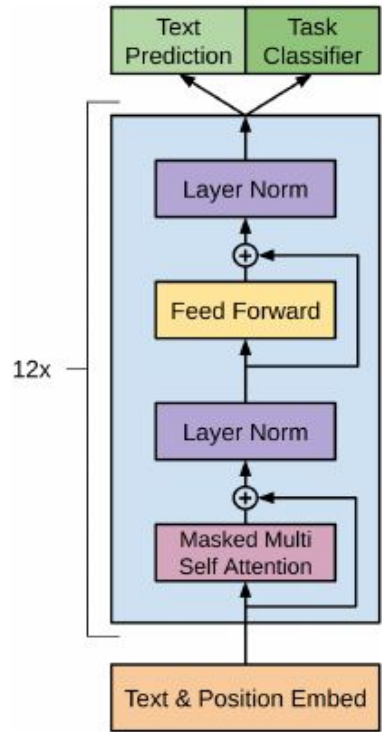 Text
Prediction
Task
Classifier
Layer Norm
+
Feed Forward
12x
Layer Norm
+
Masked Multi
Self Attention
Text & Position Embed